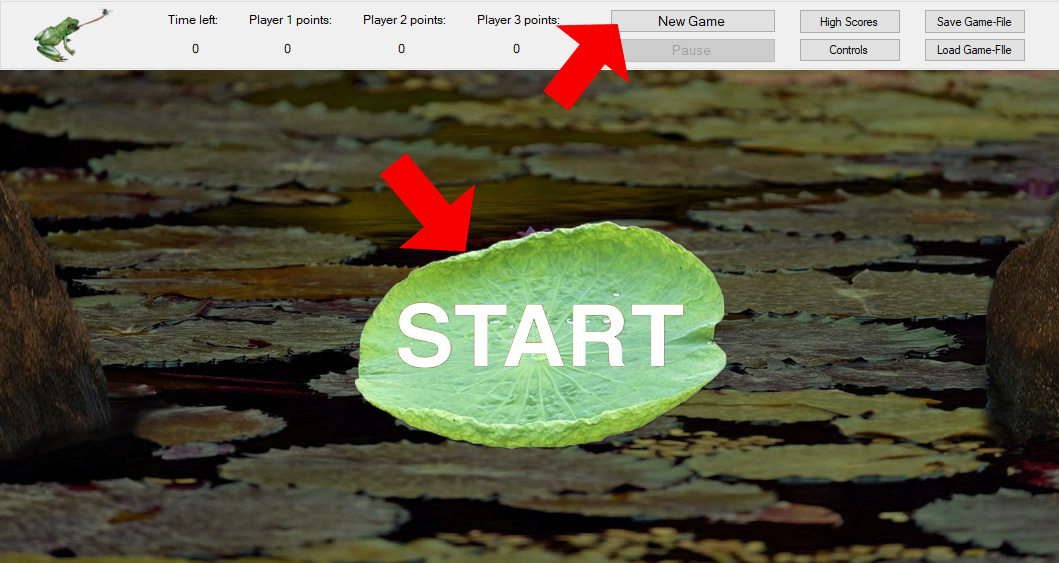 Time left: Player 1 points: Player 2 points: Player 3 points: New Game High Scores Save Game-File
0 0 0 0 Pause Controls Load Game-FIle
START